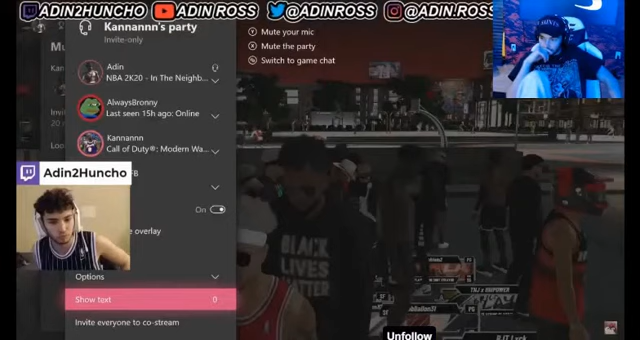 ADIN2HUNCHO ADIN ROSS @ADINROSS @ADIN.ROSS
Kannannn's party
Invite-only
Adin
NBA 2K20 - In The Neighb...
AlwaysBronny
Last seen 15h ago: Online
Kannannn
Call of Duty®: Modern Wa...
FB
On
overlay
Options
Show text 0
Invite everyone to co-stream
Mute your mic
Mute the party
Switch to game chat
Adin2Huncho
BLACK
LIVES
MATTER
Unfollow